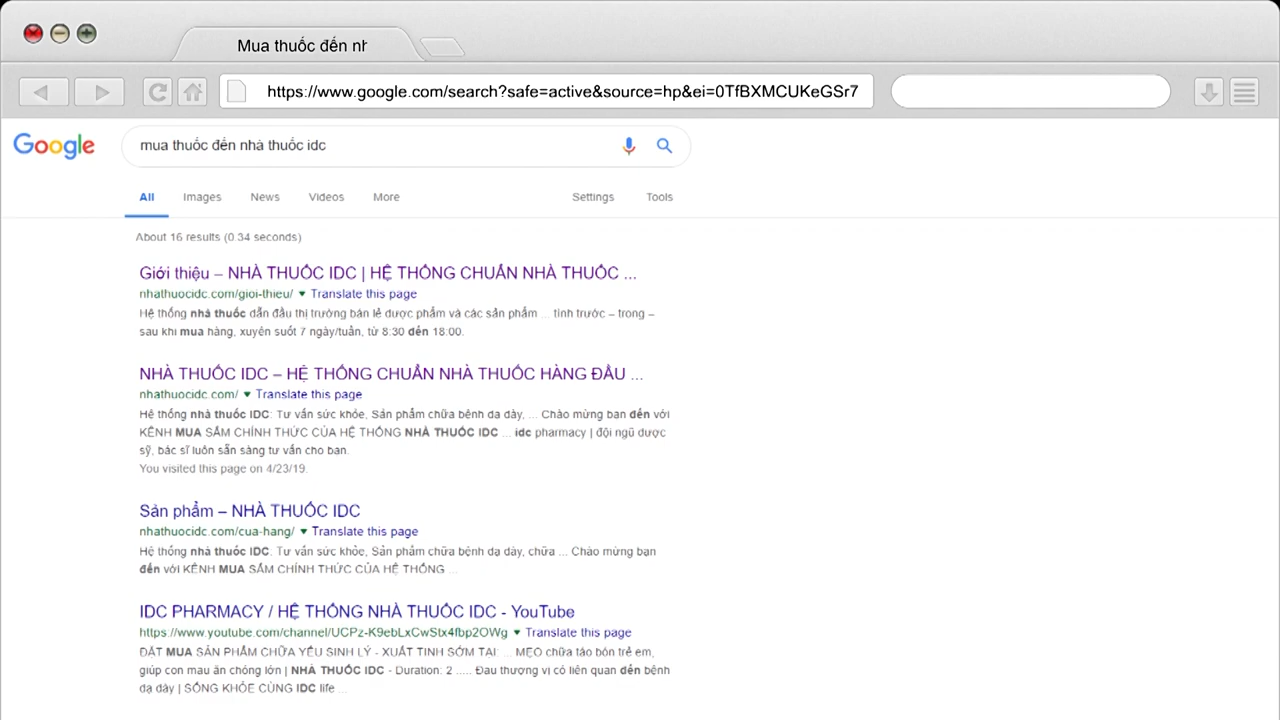 Mua thuốc đến nh
https://www.google.com/search?safe=active&source=hp&ei=0TfBXMCUKeGSr7
Google
mua thuốc đến nhà thuốc idc
All Images News Videos More Settings Tools
About 16 results (0.34 seconds)
Giới thiệu – NHÀ THUỐC IDC | HỆ THỐNG CHUẨN NHÀ THUỐC ...
nhathuocidc.com/gioi-thieu/ ▼ Translate this page
Hệ thống nhà thuốc dẫn đầu thị trường bán lẻ dược phẩm và các sản phẩm ... tình trước – trong –
sau khi mua hàng, xuyên suốt 7 ngày/tuần, từ 8:30 đến 18:00.
NHÀ THUỐC IDC – HỆ THỐNG CHUẨN NHÀ THUỐC HÀNG ĐẦU ...
nhathuocidc.com/ ▼ Translate this page
Hệ thống nhà thuốc IDC: Tư vấn sức khỏe, Sản phẩm chữa bệnh dạ dày, ... Chào mừng bạn đến với
KÊNH MUA SẮM CHÍNH THỨC CỦA HỆ THỐNG NHÀ THUỐC IDC ... idc pharmacy | đội ngũ dược
sỹ, bác sĩ luôn sẵn sàng tư vấn cho bạn.
You visited this page on 4/23/19.
Sản phẩm – NHÀ THUỐC IDC
nhathuocidc.com/cua-hang/ ▼ Translate this page
Hệ thống nhà thuốc IDC: Tư vấn sức khỏe, Sản phẩm chữa bệnh dạ dày, chữa ... Chào mừng bạn
đến với KÊNH MUA SẮM CHÍNH THỨC CỦA HỆ THỐNG ...
IDC PHARMACY / HỆ THỐNG NHÀ THUỐC IDC - YouTube
https://www.youtube.com/channel/UCPz-K9ebLxCwStx4fbp2OWg ▼ Translate this page
ĐẶT MUA SẢN PHẨM CHỮA YẾU SINH LÝ - XUẤT TINH SỚM TẠI: ... MẸO chữa táo bón trẻ em,
giúp con mau ăn chóng lớn | NHÀ THUỐC IDC - Duration: 2 ..... Đau thượng vị có liên quan đến bệnh
dạ dày | SỐNG KHỎE CÙNG IDC life ...